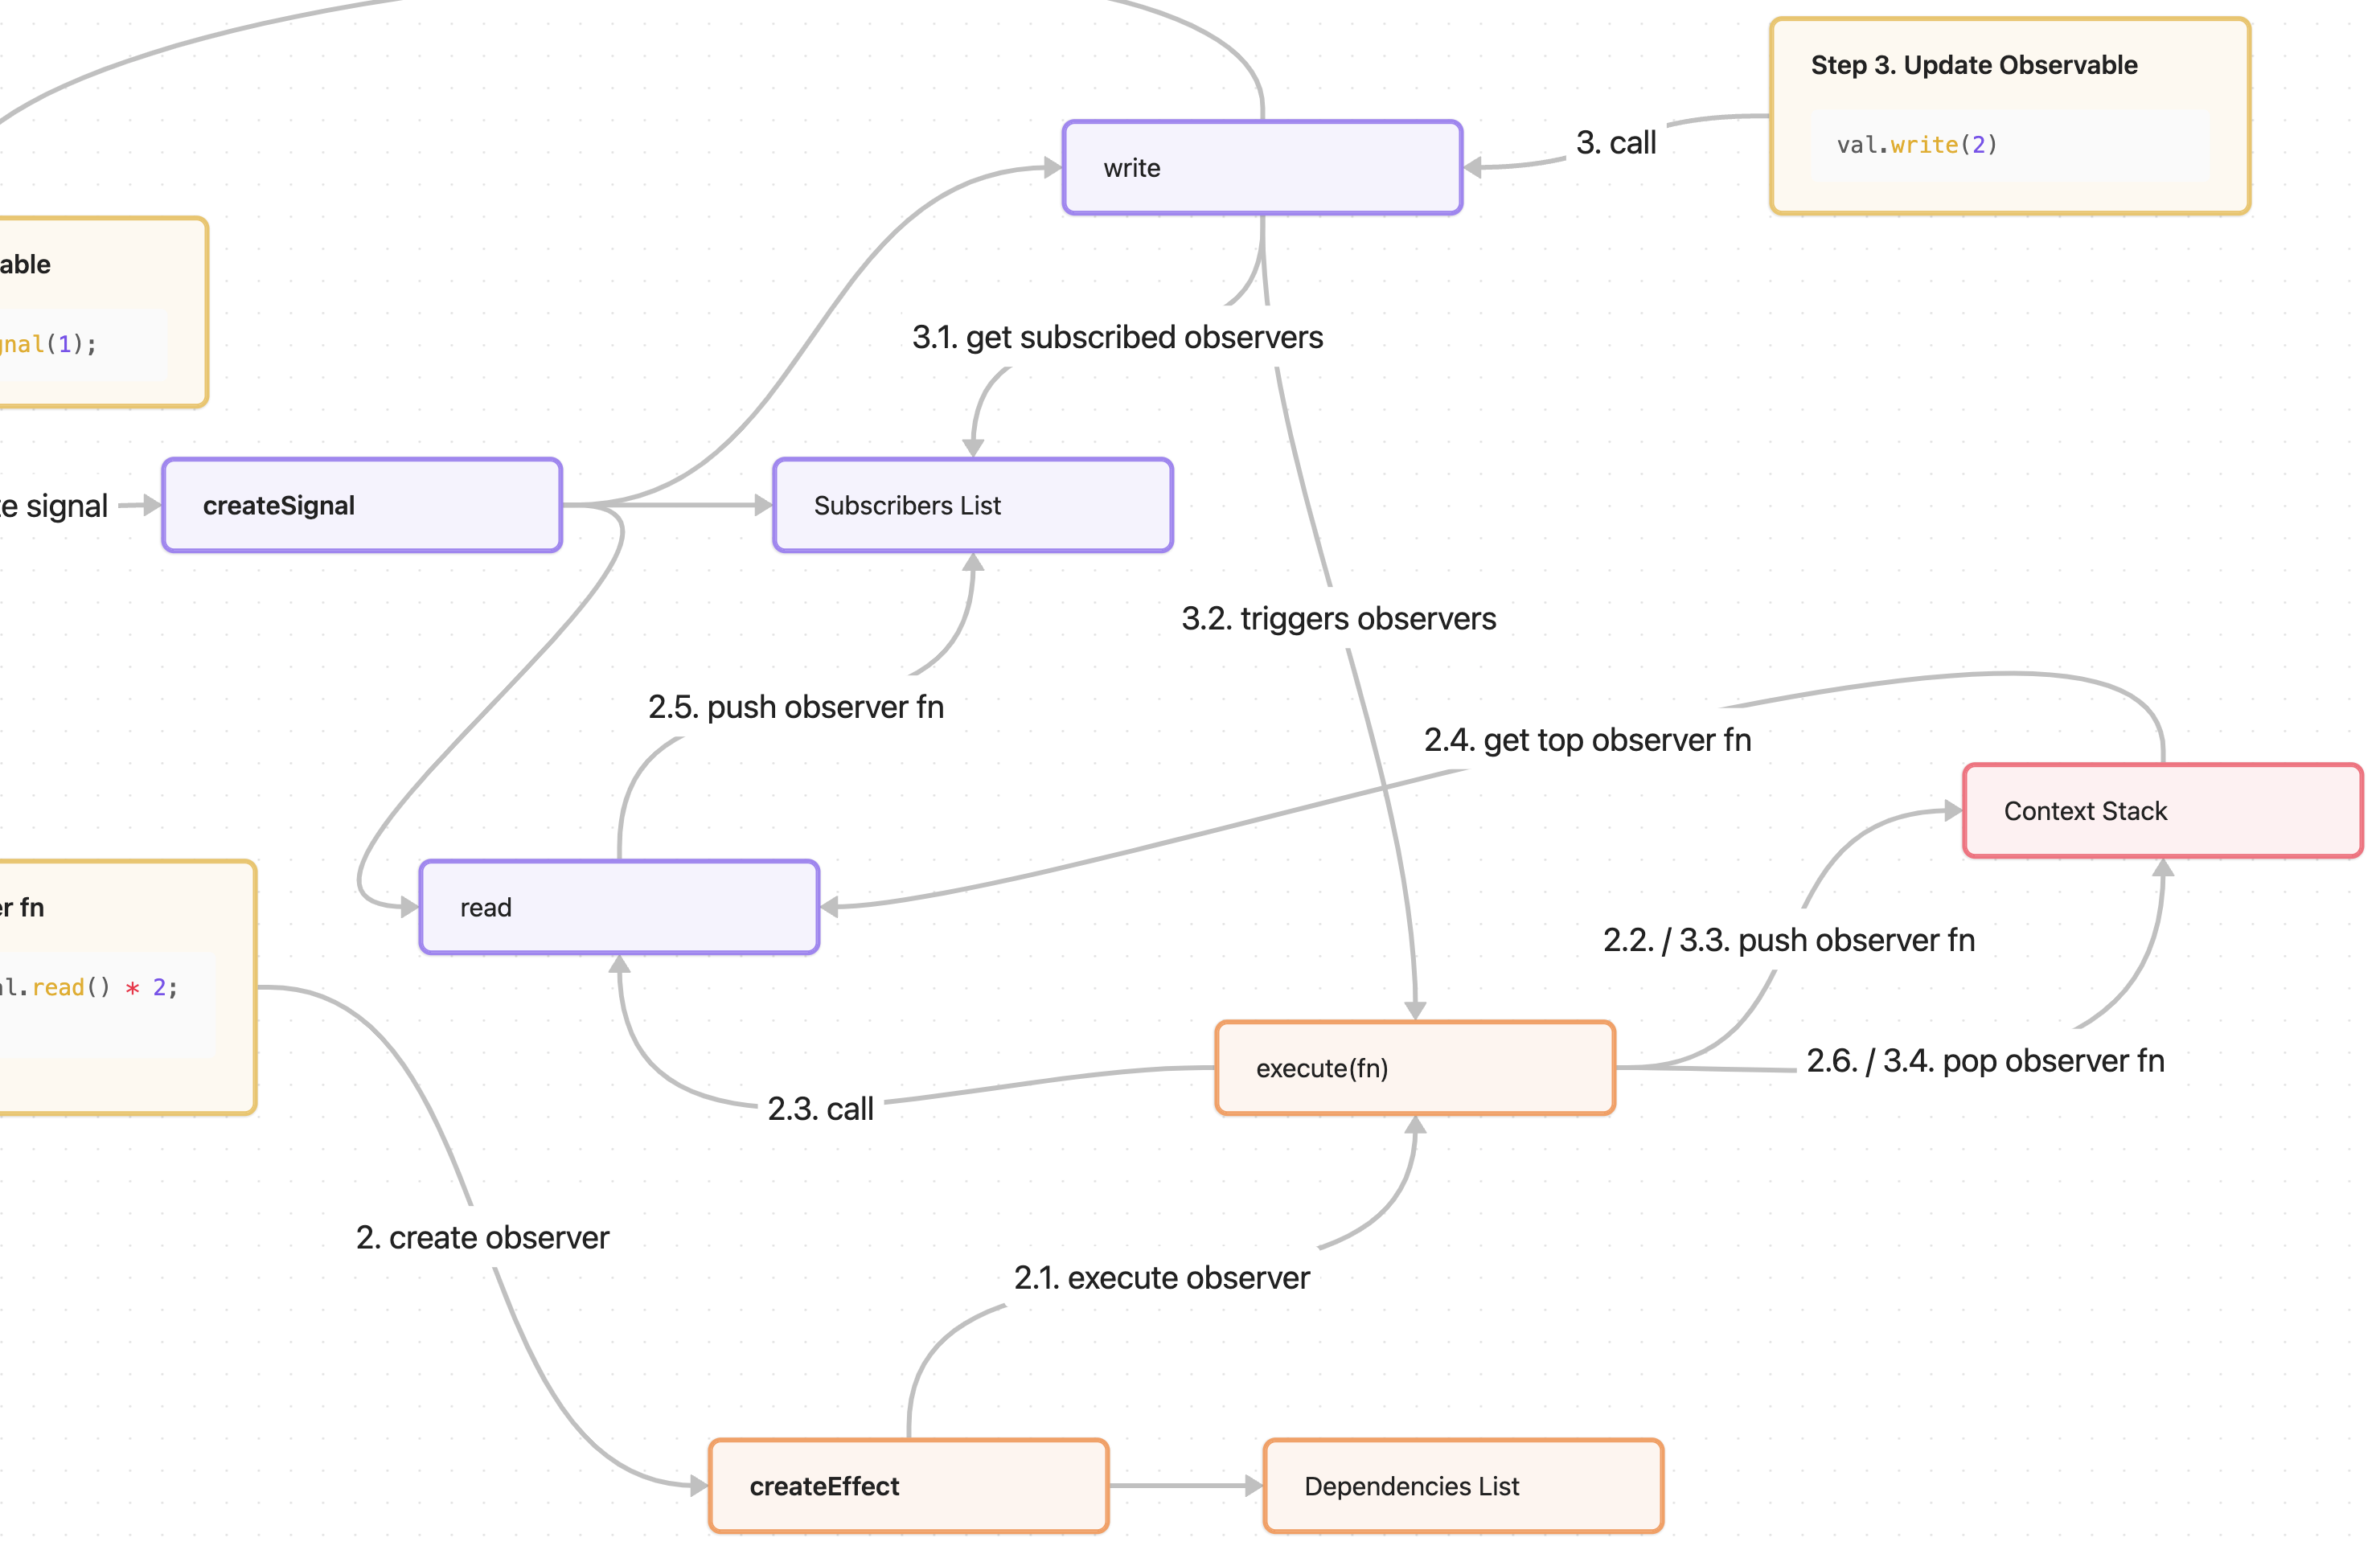 Step 3. Update Observable
3. call
val.write(2)
write
able
3.1. get subscribed observers
gnal(1);
te signal
createSignal
Subscribers List
3.2. triggers observers
2.5. push observer fn
2.4. get top observer fn
Context Stack
er fn
read
2.2. / 3.3. push observer fn
al.read() * 2;
execute(fn)
2.6. / 3.4. pop observer fn
2.3. call
2. create observer
2.1. execute observer
createEffect
Dependencies List